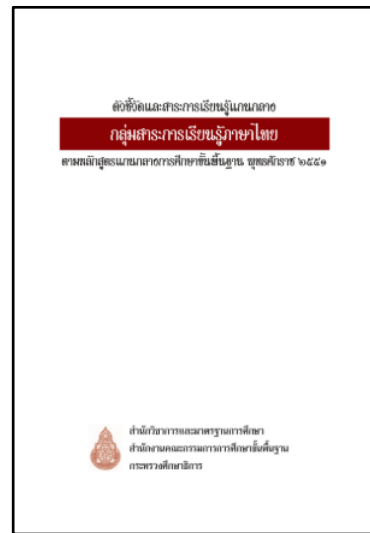 ตัวชี้วัดและสาระการเรียนรู้แกนกลาง
กลุ่มสาระการเรียนรู้ภาษาไทย
ตามหลักสูตรแกนกลางการศึกษาขั้นพื้นฐาน พุทธศักราช ๒๕๕๑
สำนักวิชาการและมาตรฐานการศึกษา
สำนักงานคณะกรรมการการศึกษาขั้นพื้นฐาน
กระทรวงศึกษาธิการ